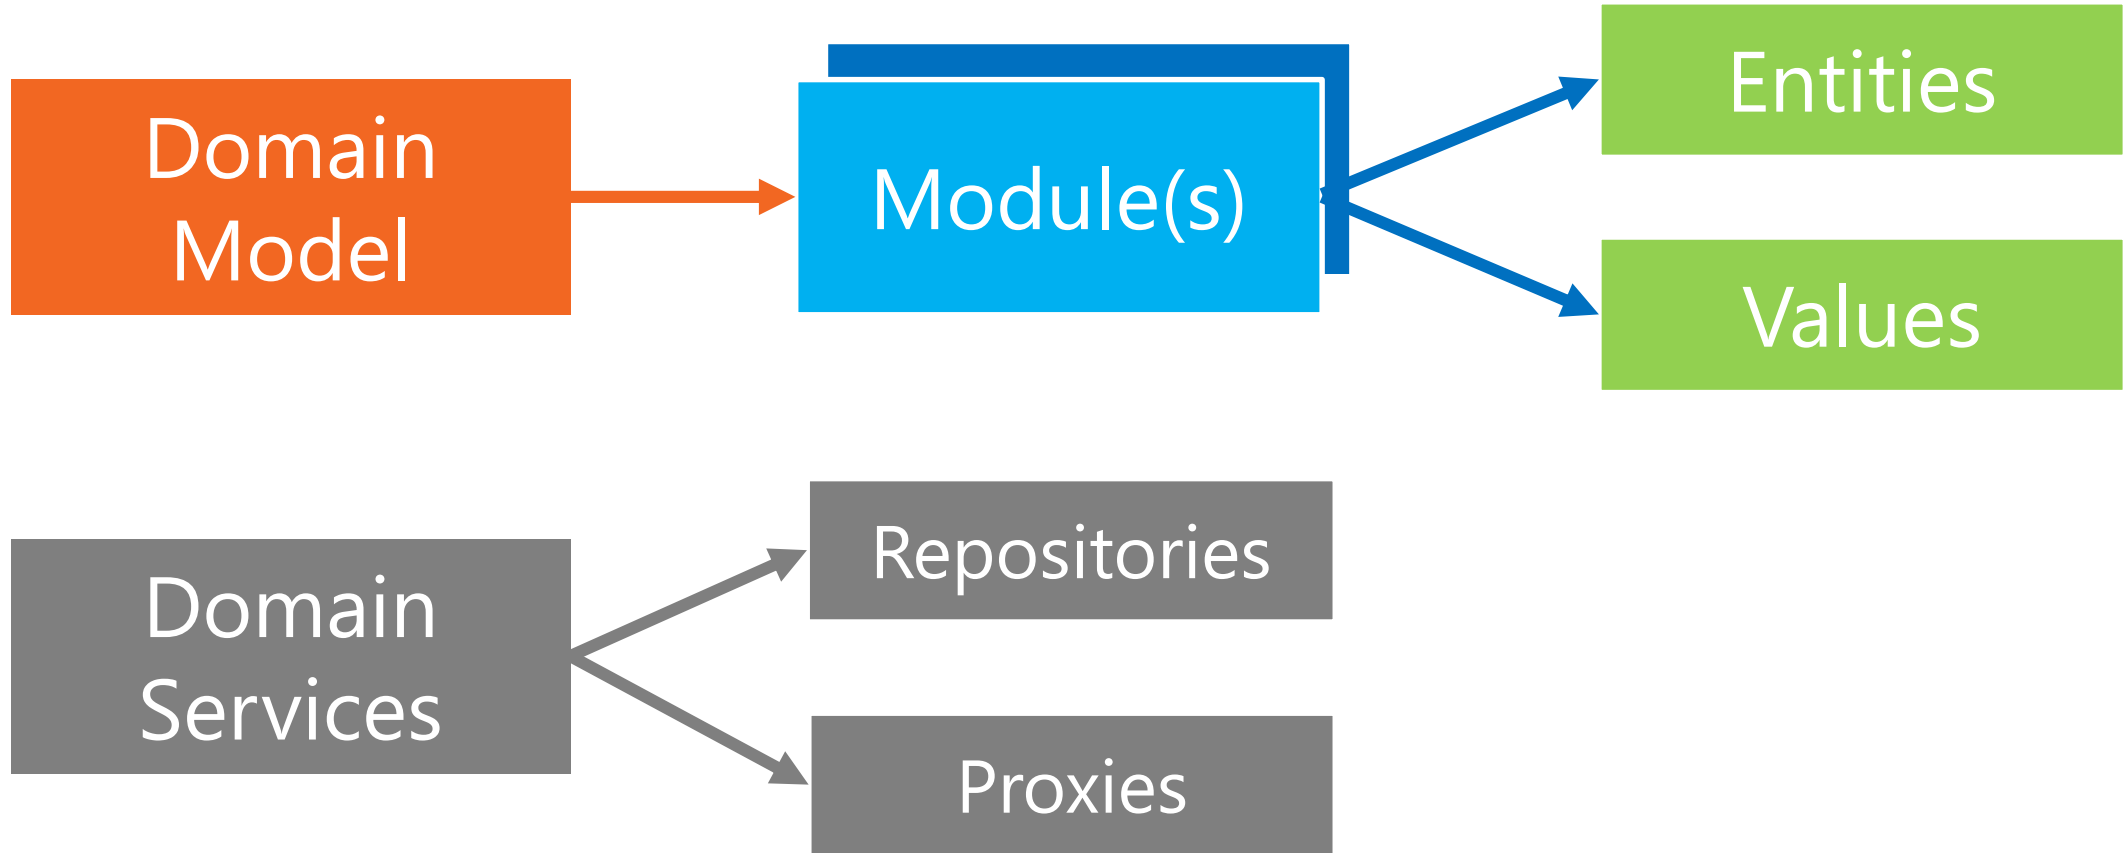 Domain
Model
Module(s)
Entities
Values
Domain
Services
Repositories
Proxies